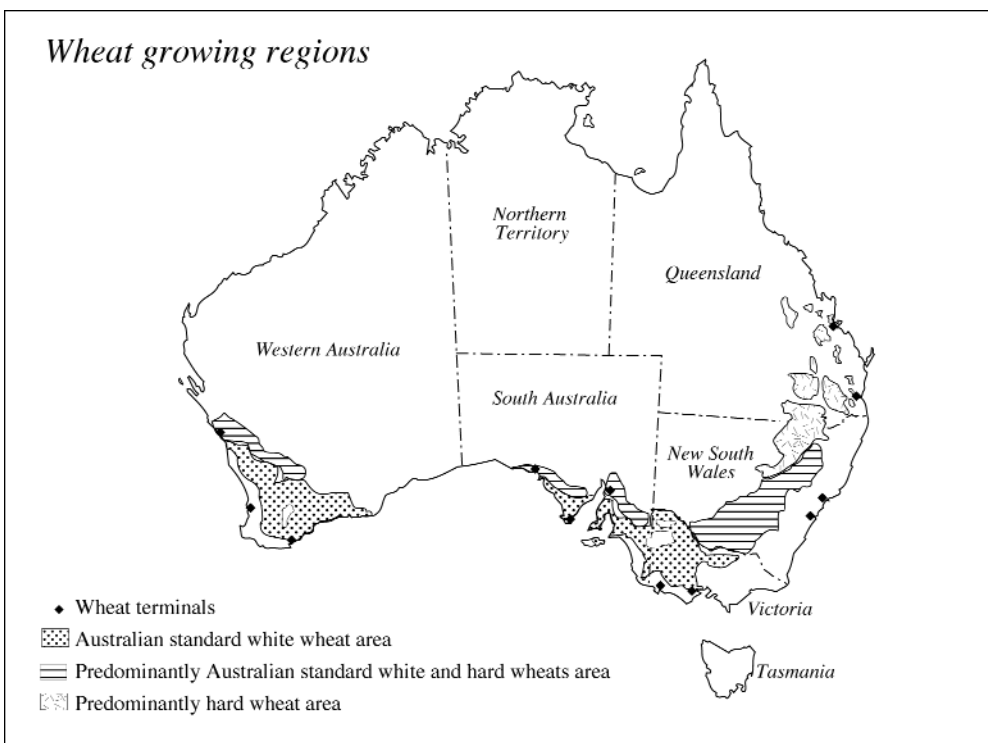 Wheat growing regions
Northern
Territory
Queensland
Western Australia
South Australia
New South
Wales
Victoria
Tasmania
Wheat terminals
Australian standard white wheat area
Predominantly Australian standard white and hard wheats area
Predominantly hard wheat area